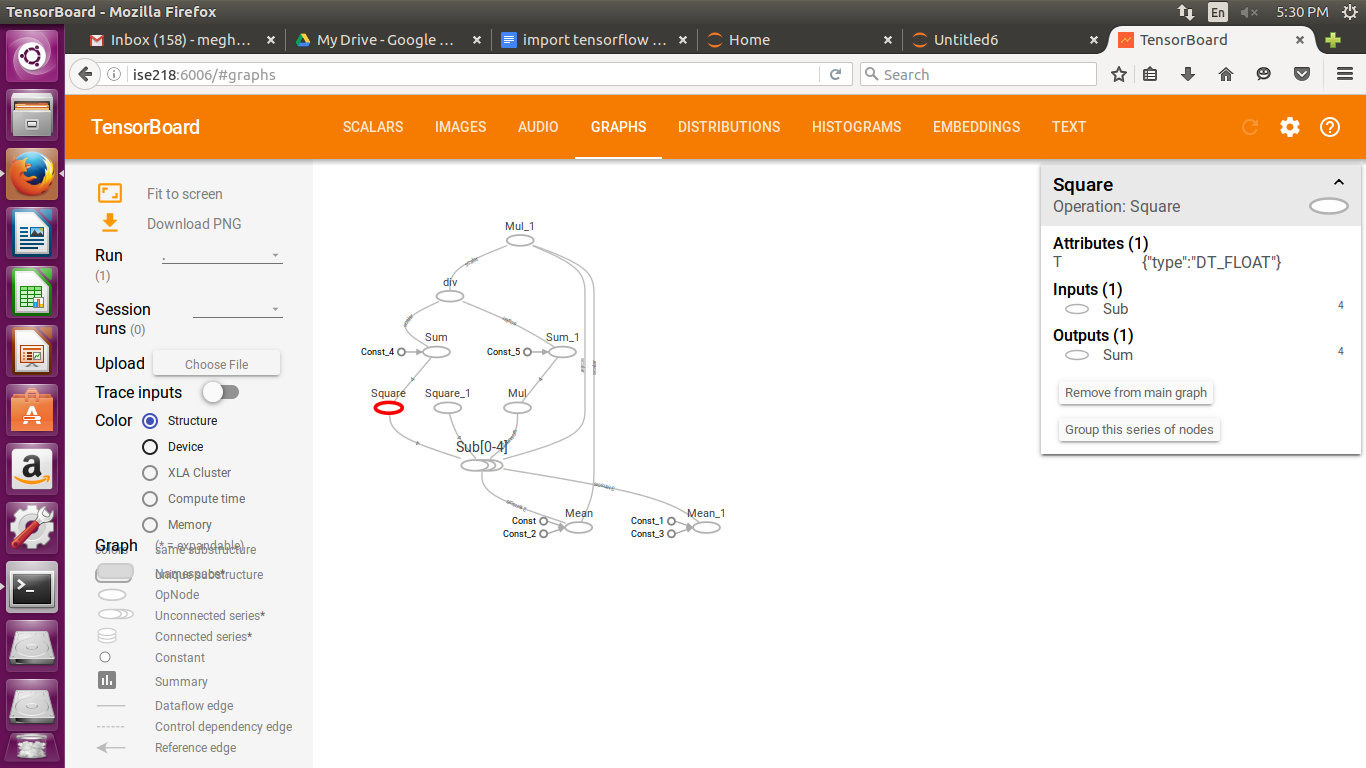 TensorBoard - Mozilla Firefox
En
5:30 PM
Inbox (158) - megh...
My Drive - Google ...
import tensorflow ...
Home
Untitled6
TensorBoard
ise218:6006/#graphs
Search
TensorBoard
SCALARS
IMAGES
AUDIO
GRAPHS
DISTRIBUTIONS
HISTOGRAMS
EMBEDDINGS
TEXT
Fit to screen
Download PNG
Run
(1)
.
Session
runs (0)
Upload
Choose File
Trace inputs
Color
Structure
Device
XLA Cluster
Compute time
Memory
Graph
(* = expandable)
colors
same substructure
Namespace*
unique substructure
OpNode
Unconnected series*
Connected series*
Constant
Summary
Dataflow edge
Control dependency edge
Reference edge
Mul_1
div
Sum
Sum_1
Const_4
Const_5
Square
Square_1
Mul
Sub[0-4]
Mean
Mean_1
Const
Const_1
Const_2
Const_3
Square
Operation: Square
Attributes (1)
T
{"type":"DT_FLOAT"}
Inputs (1)
Sub
4
Outputs (1)
Sum
4
Remove from main graph
Group this series of nodes